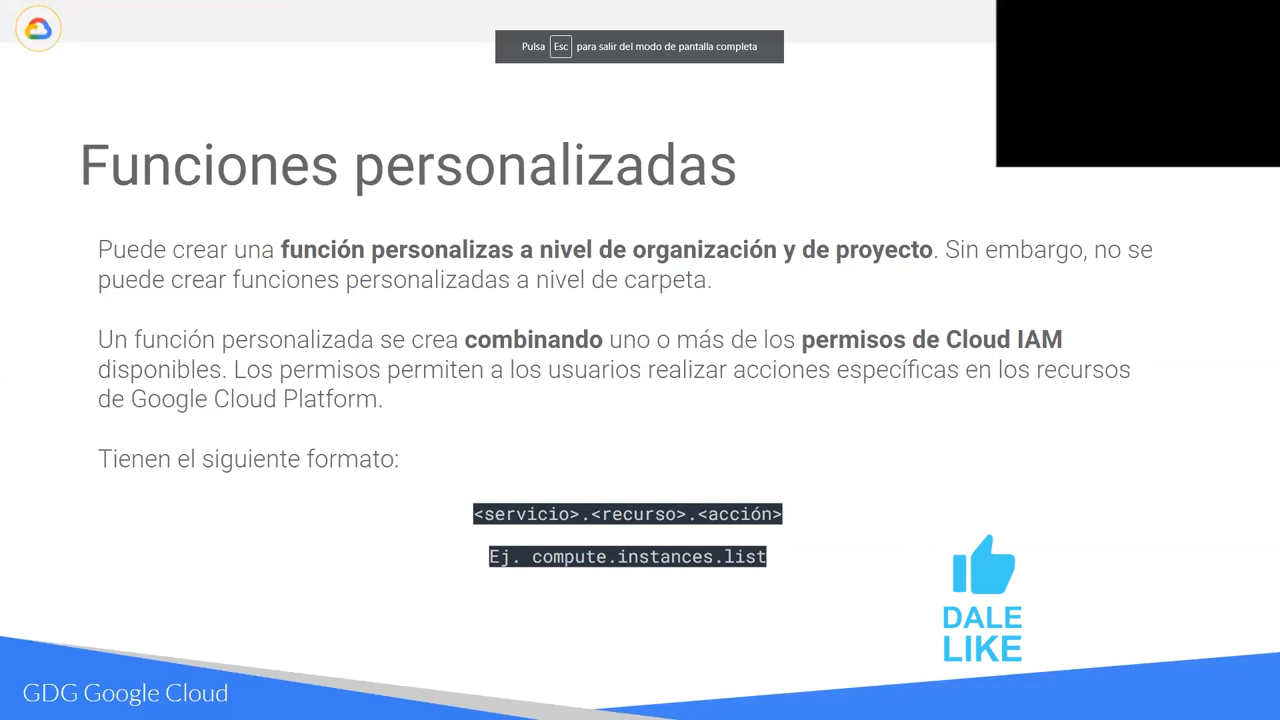 Pulsa Esc para salir del modo de pantalla completa
Funciones personalizadas
Puede crear una función personalizas a nivel de organización y de proyecto. Sin embargo, no se
puede crear funciones personalizadas a nivel de carpeta.
Un función personalizada se crea combinando uno o más de los permisos de Cloud IAM
disponibles. Los permisos permiten a los usuarios realizar acciones específicas en los recursos
de Google Cloud Platform.
Tienen el siguiente formato:
<servicio>.<recurso>.<acción>
Ej. compute.instances.list
DALE
LIKE
GDG Google Cloud